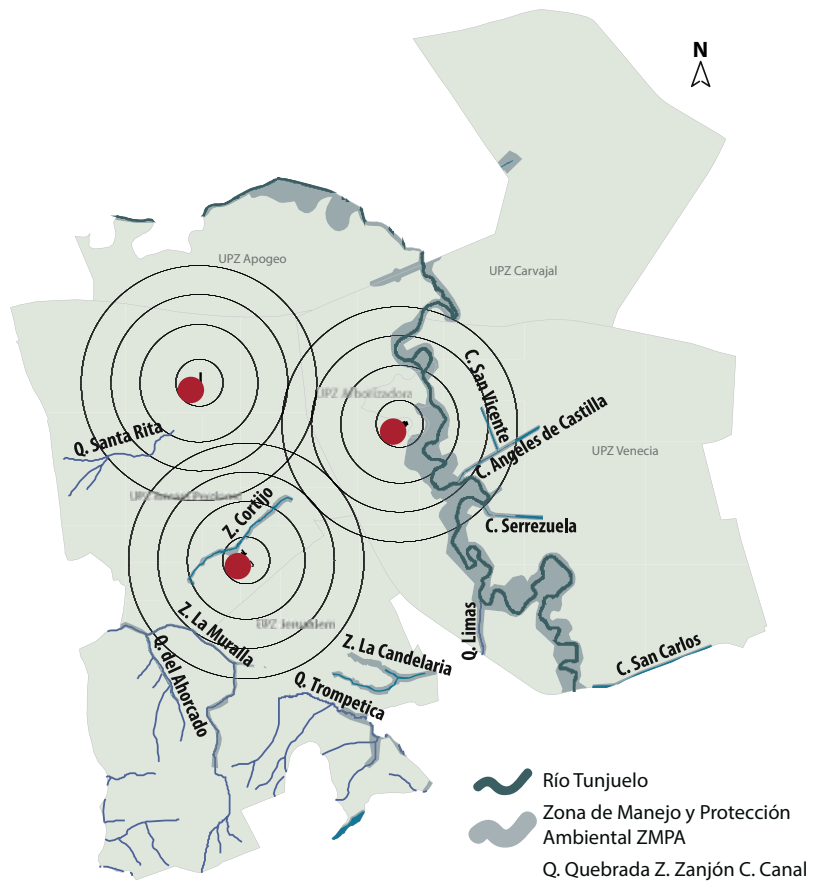 N
UPZ Apogeo
UPZ Carvajal
C. San Vicente
UPZ Arborizadora
C. Angéles de Castilla
Q. Santa Rita
UPZ Venecia
Z. Cortijo
C. Serrezuela
Z. La Muralla
UPZ Jerusalem
Q. Limas
Q. del Ahorcado
Z. La Candelaria
C. San Carlos
Q. Trompetica
Río Tunjuelo
Zona de Manejo y Protección
Ambiental ZMPA
Q. Quebrada Z. Zanjón C. Canal